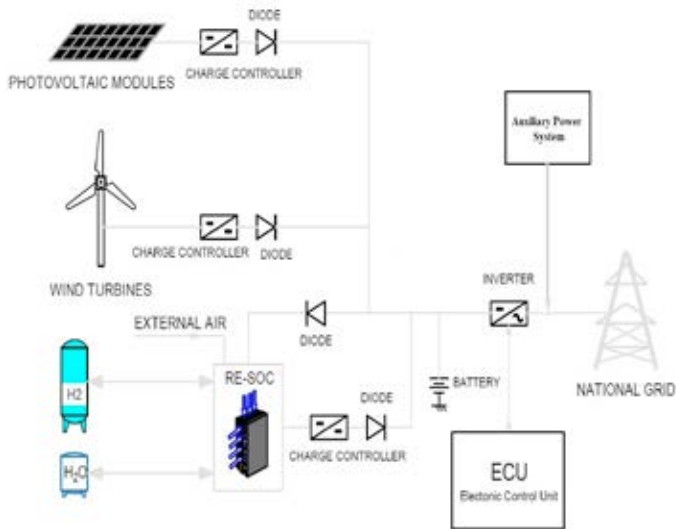 DIODE
PHOTOVOLTAIC MODULES
CHARGE CONTROLLER
Auxiliary Power
System
CHARGE CONTROLLER
DIODE
WIND TURBINES
INVERTER
EXTERNAL AIR
DIODE
RE-SOC
H2
DIODE
BATTERY
NATIONAL GRID
CHARGE CONTROLLER
H2O
ECU
Electonic Control Unit